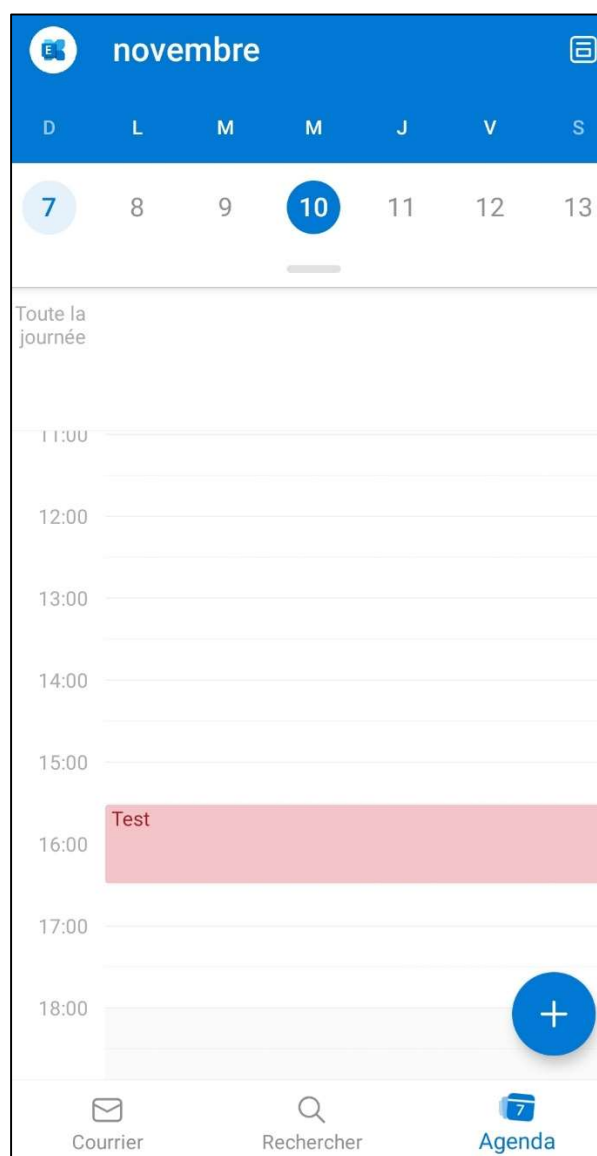 E novembre
D L M M J V S
7 8 9 10 11 12 13
Toute la
journée
11:00
12:00
13:00
14:00
15:00
Test
16:00
17:00
18:00
7
Courrier Rechercher Agenda